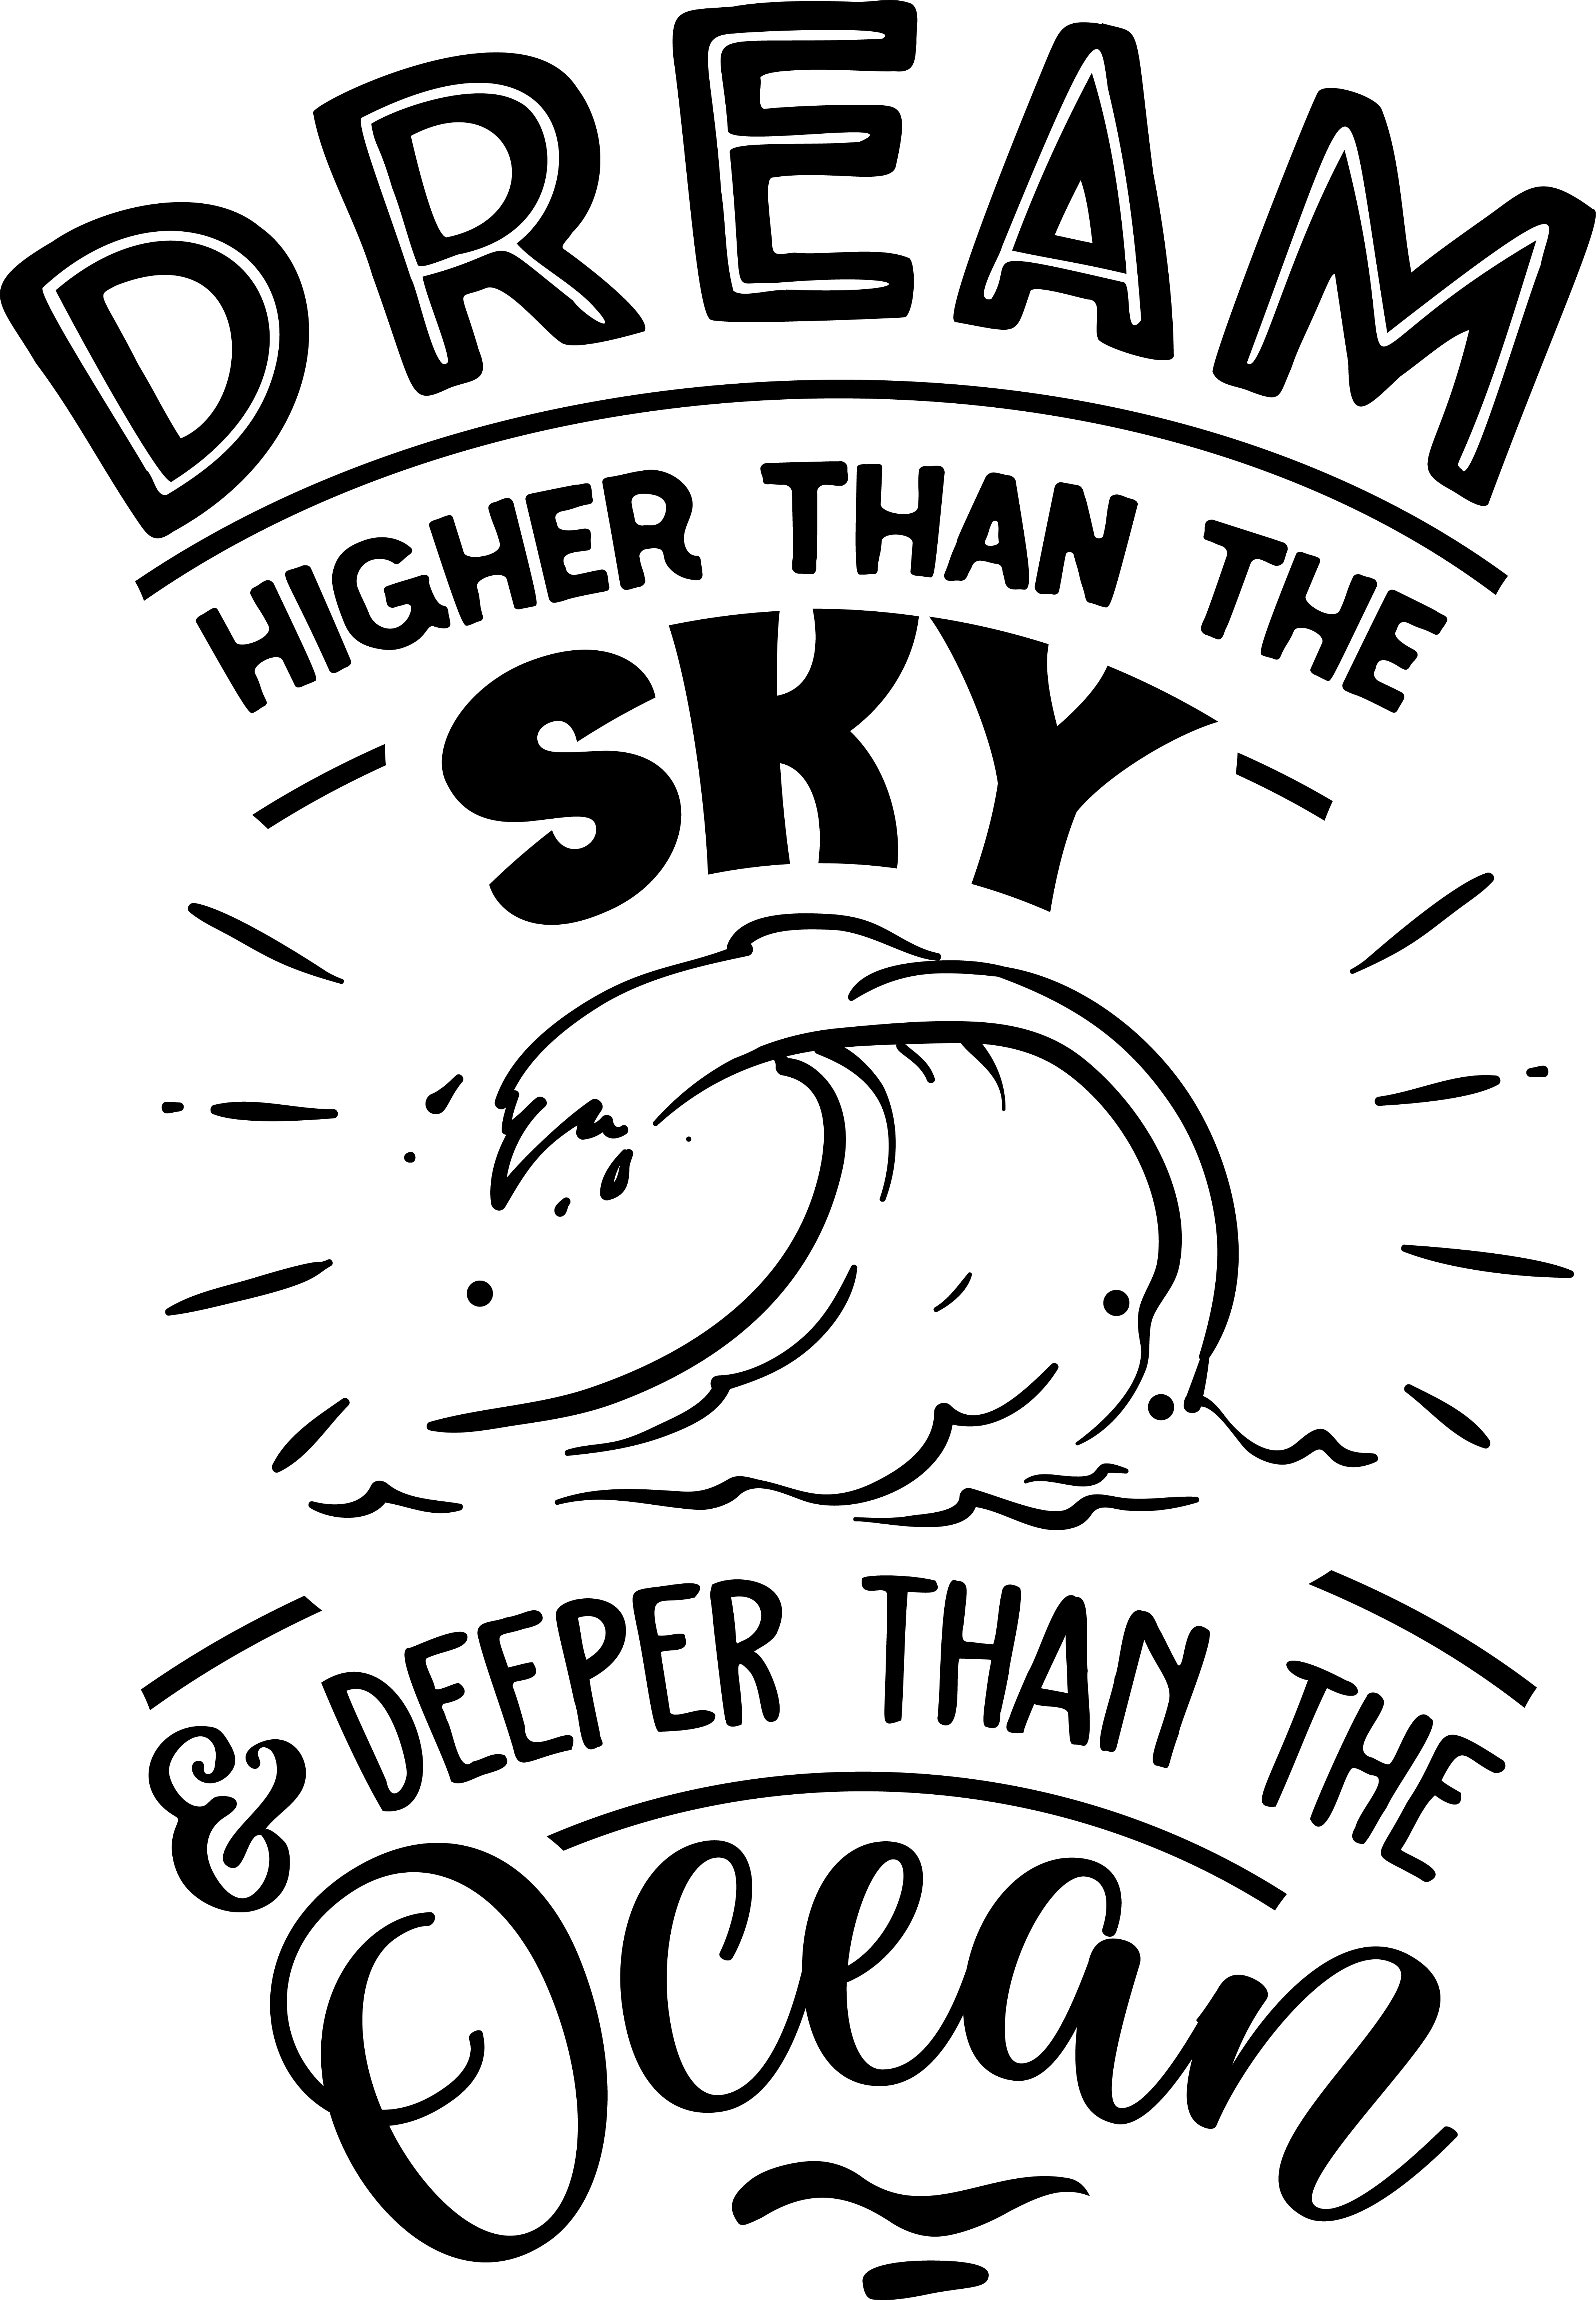 DREAM
HIGHER THAN THE
SKY
& DEEPER THAN THE
Ocean